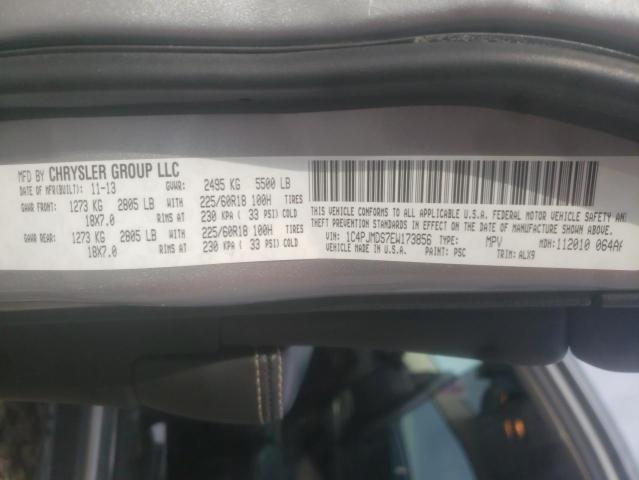 MFD BY CHRYSLER GROUP LLC
DATE OF MFR(BUILT): 11-13 GVWR: 2495 KG 5500 LB
GAWR FRONT: 1273 KG 2805 LB WITH 225/60R18 100H TIRES
18X7.0 RIMS AT 230 KPA ( 33 PSI) COLD
GAWR REAR: 1273 KG 2805 LB WITH 225/60R18 100H TIRES
18X7.0 RIMS AT 230 KPA ( 33 PSI) COLD
THIS VEHICLE CONFORMS TO ALL APPLICABLE U.S.A. FEDERAL MOTOR VEHICLE SAFETY AN
THEFT PREVENTION STANDARDS IN EFFECT ON THE DATE OF MANUFACTURE SHOWN ABOVE.
VIN: 1C4PJMDS7EW173856 TYPE: MPV MDH: 112010 064A
VEHICLE MADE IN U.S.A. PAINT: PSC TRIM: ALX9